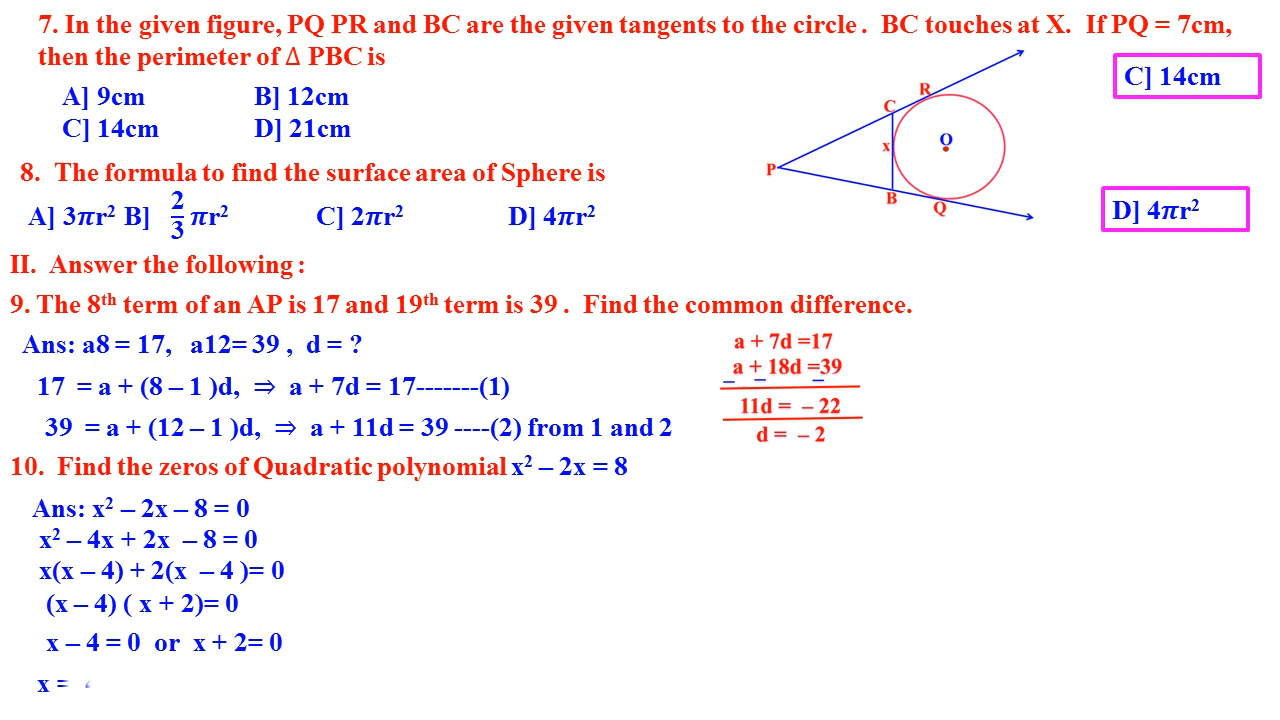 7. In the given figure, PQ PR and BC are the given tangents to the circle . BC touches at X. If PQ = 7cm,
then the perimeter of Δ PBC is
C] 14cm
A] 9cm B] 12cm
C] 14cm D] 21cm
R
C
x
O
P
B
Q
8. The formula to find the surface area of Sphere is
A] 3πr² B] 2/3 πr² C] 2πr² D] 4πr²
D] 4πr²
II. Answer the following :
9. The 8th term of an AP is 17 and 19th term is 39 . Find the common difference.
Ans: a8 = 17, a12= 39 , d = ?
17 = a + (8 – 1 )d, ⇒ a + 7d = 17-------(1)
39 = a + (12 – 1 )d, ⇒ a + 11d = 39 ----(2) from 1 and 2
a + 7d =17
a + 18d =39
– – –
11d = – 22
d = – 2
10. Find the zeros of Quadratic polynomial x² – 2x = 8
Ans: x² – 2x – 8 = 0
x² – 4x + 2x – 8 = 0
x(x – 4) + 2(x – 4 )= 0
(x – 4) ( x + 2)= 0
x – 4 = 0 or x + 2= 0
x =